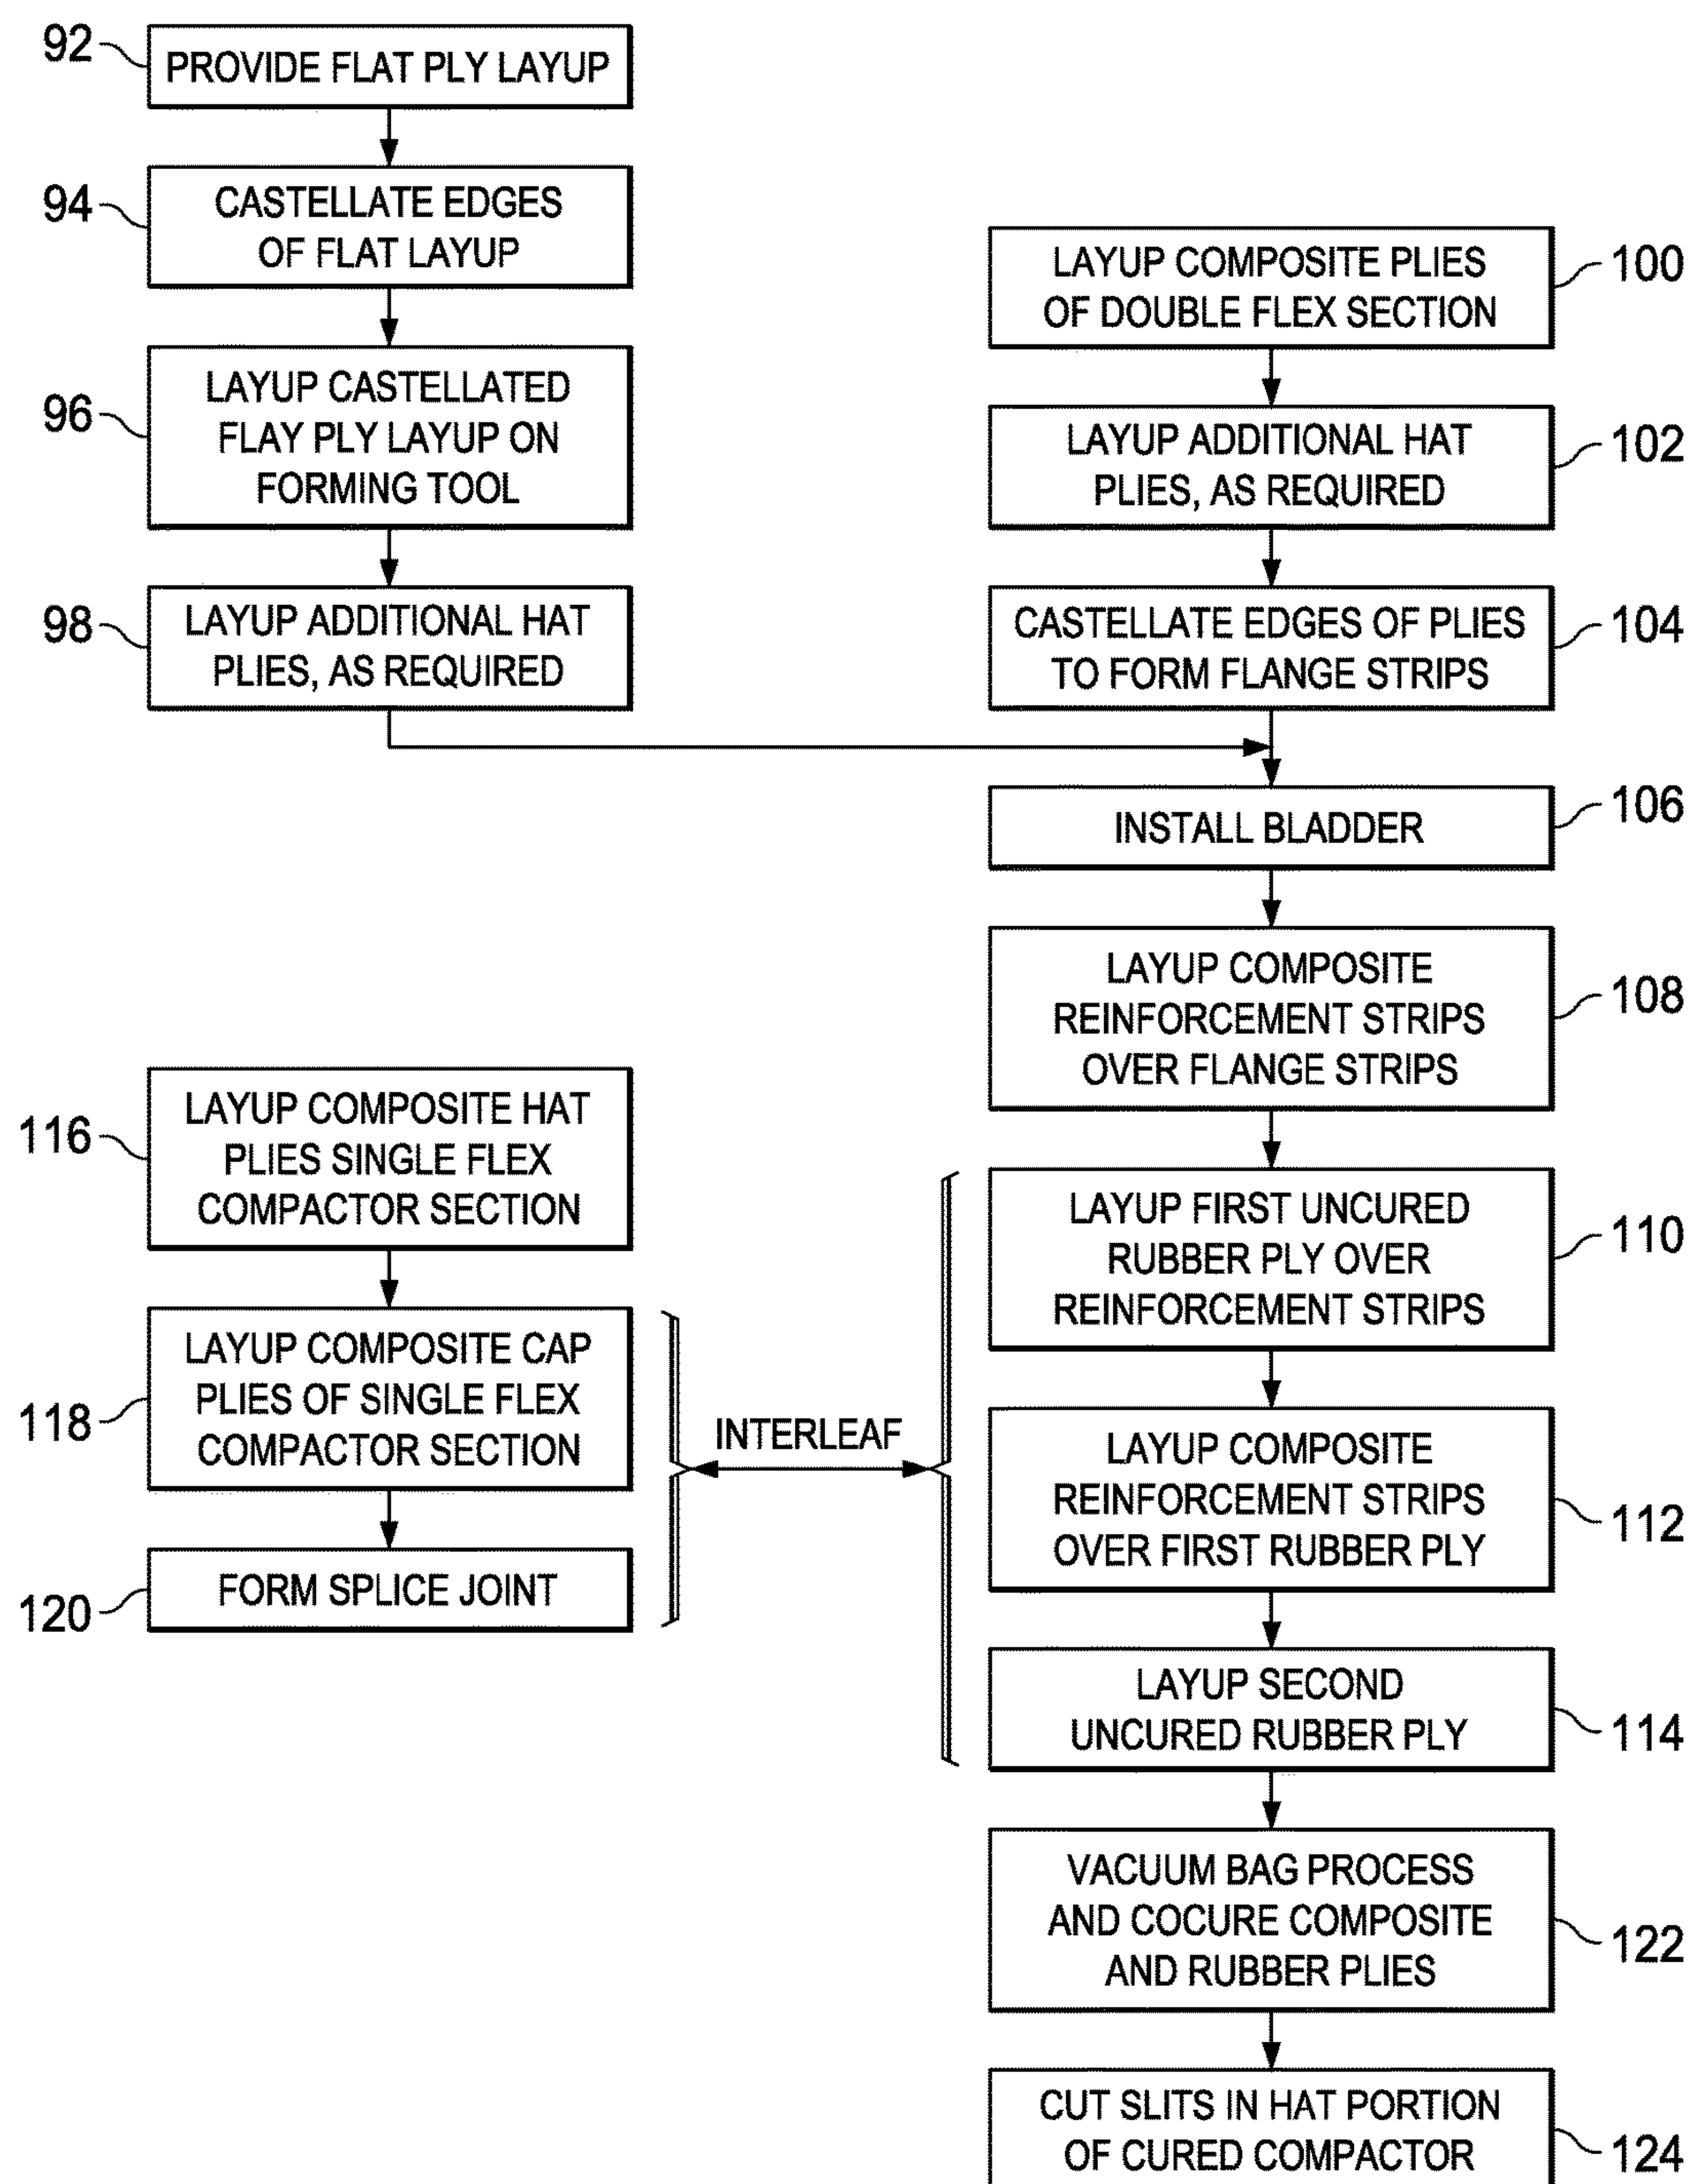 92
PROVIDE FLAT PLY LAYUP
94
CASTELLATE EDGES
OF FLAT LAYUP
96
LAYUP CASTELLATED
FLAY PLY LAYUP ON
FORMING TOOL
98
LAYUP ADDITIONAL HAT
PLIES, AS REQUIRED
LAYUP COMPOSITE PLIES
OF DOUBLE FLEX SECTION
100
LAYUP ADDITIONAL HAT
PLIES, AS REQUIRED
102
CASTELLATE EDGES OF PLIES
TO FORM FLANGE STRIPS
104
INSTALL BLADDER
106
LAYUP COMPOSITE
REINFORCEMENT STRIPS
OVER FLANGE STRIPS
108
116
LAYUP COMPOSITE HAT
PLIES SINGLE FLEX
COMPACTOR SECTION
118
LAYUP COMPOSITE CAP
PLIES OF SINGLE FLEX
COMPACTOR SECTION
120
FORM SPLICE JOINT
INTERLEAF
LAYUP FIRST UNCURED
RUBBER PLY OVER
REINFORCEMENT STRIPS
110
LAYUP COMPOSITE
REINFORCEMENT STRIPS
OVER FIRST RUBBER PLY
112
LAYUP SECOND
UNCURED RUBBER PLY
114
VACUUM BAG PROCESS
AND COCURE COMPOSITE
AND RUBBER PLIES
122
CUT SLITS IN HAT PORTION
OF CURED COMPACTOR
124